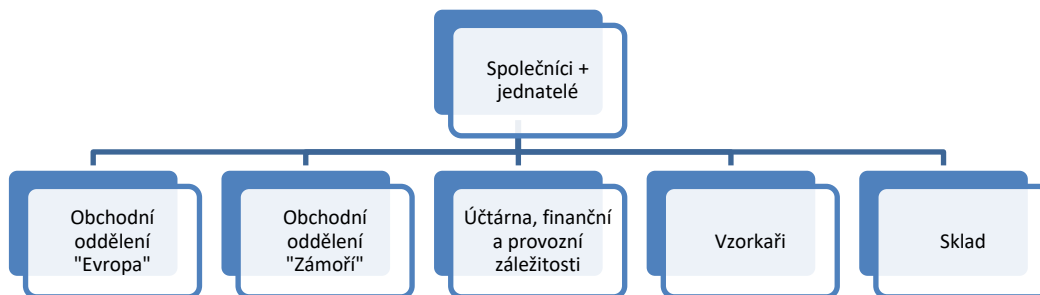 Společníci +
jednatelé
Obchodní
oddělení
"Evropa"
Obchodní
oddělení
"Zámoří"
Účtárna, finanční
a provozní
záležitosti
Vzorkaři
Sklad